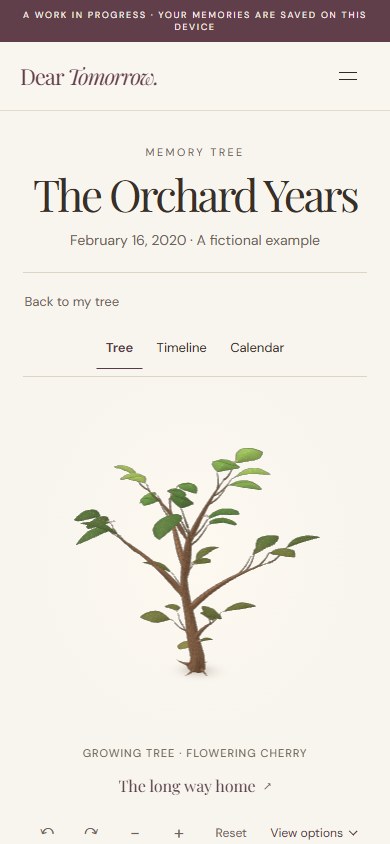 A WORK IN PROGRESS · YOUR MEMORIES ARE SAVED ON THIS
DEVICE
Dear Tomorrow.
MEMORY TREE
The Orchard Years
February 16, 2020 · A fictional example
Back to my tree
Tree Timeline Calendar
GROWING TREE · FLOWERING CHERRY
The long way home ↗
− + Reset View options